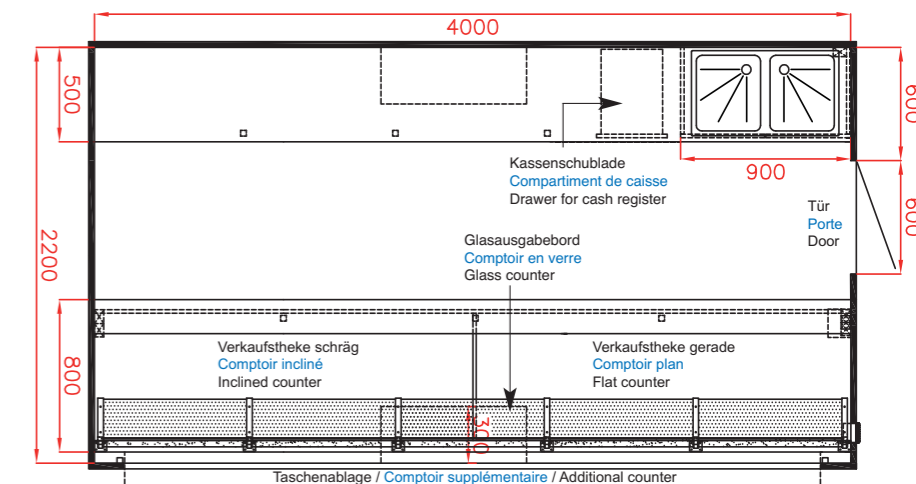 4000
500
600
Kassenschublade
Compartiment de caisse
Drawer for cash register
900
Tür
Porte
Door
600
2200
Glasausgabebord
Comptoir en verre
Glass counter
800
Verkaufstheke schräg
Comptoir incliné
Inclined counter
Verkaufstheke gerade
Comptoir plan
Flat counter
300
Taschenablage / Comptoir supplémentaire / Additional counter